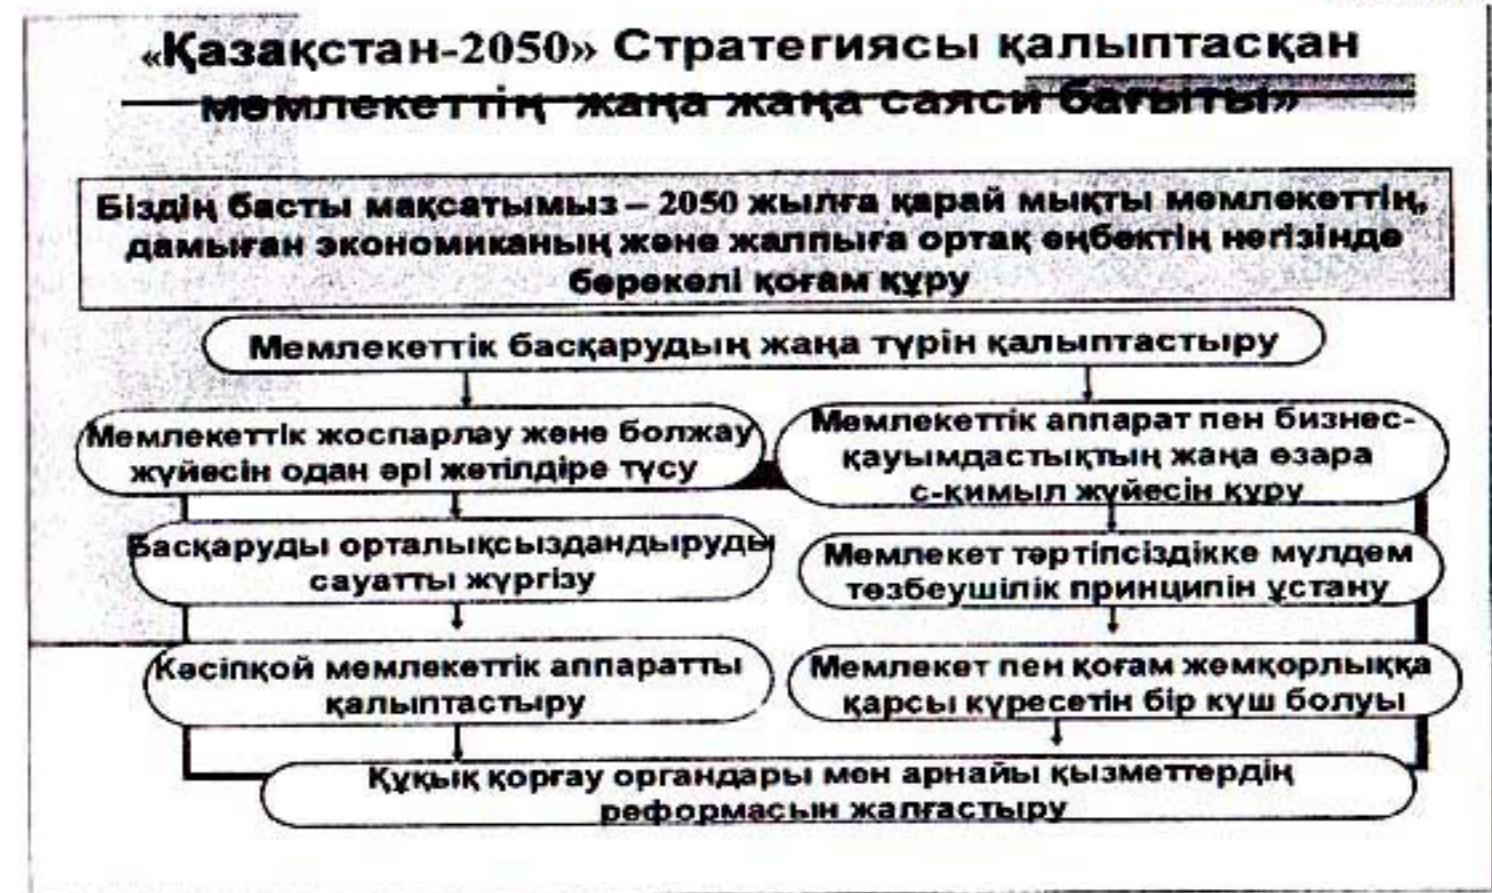 «Қазақстан-2050» Стратегиясы қалыптасқан
мемлекеттің жаңа жаңа саяси бағыты»
Біздің басты мақсатымыз – 2050 жылға қарай мықты мемлекеттің,
дамыған экономиканың және жалпыға ортақ еңбектің негізінде
берекелі қоғам құру
Мемлекеттік басқарудың жаңа түрін қалыптастыру
Мемлекеттік жоспарлау және болжау
жүйесін одан әрі жетілдіре түсу
Мемлекеттік аппарат пен бизнес-
қауымдастықтың жаңа өзара
с-қимыл жүйесін құру
Басқаруды орталықсыздандыруды
сауатты жүргізу
Мемлекет тәртіпсіздікке мүлдем
төзбеушілік принципін ұстану
Кәсіпқой мемлекеттік аппаратты
қалыптастыру
Мемлекет пен қоғам жемқорлыққа
қарсы күресетін бір күш болуы
Құқық қорғау органдары мен арнайы қызметтердің
реформасын жалғастыру